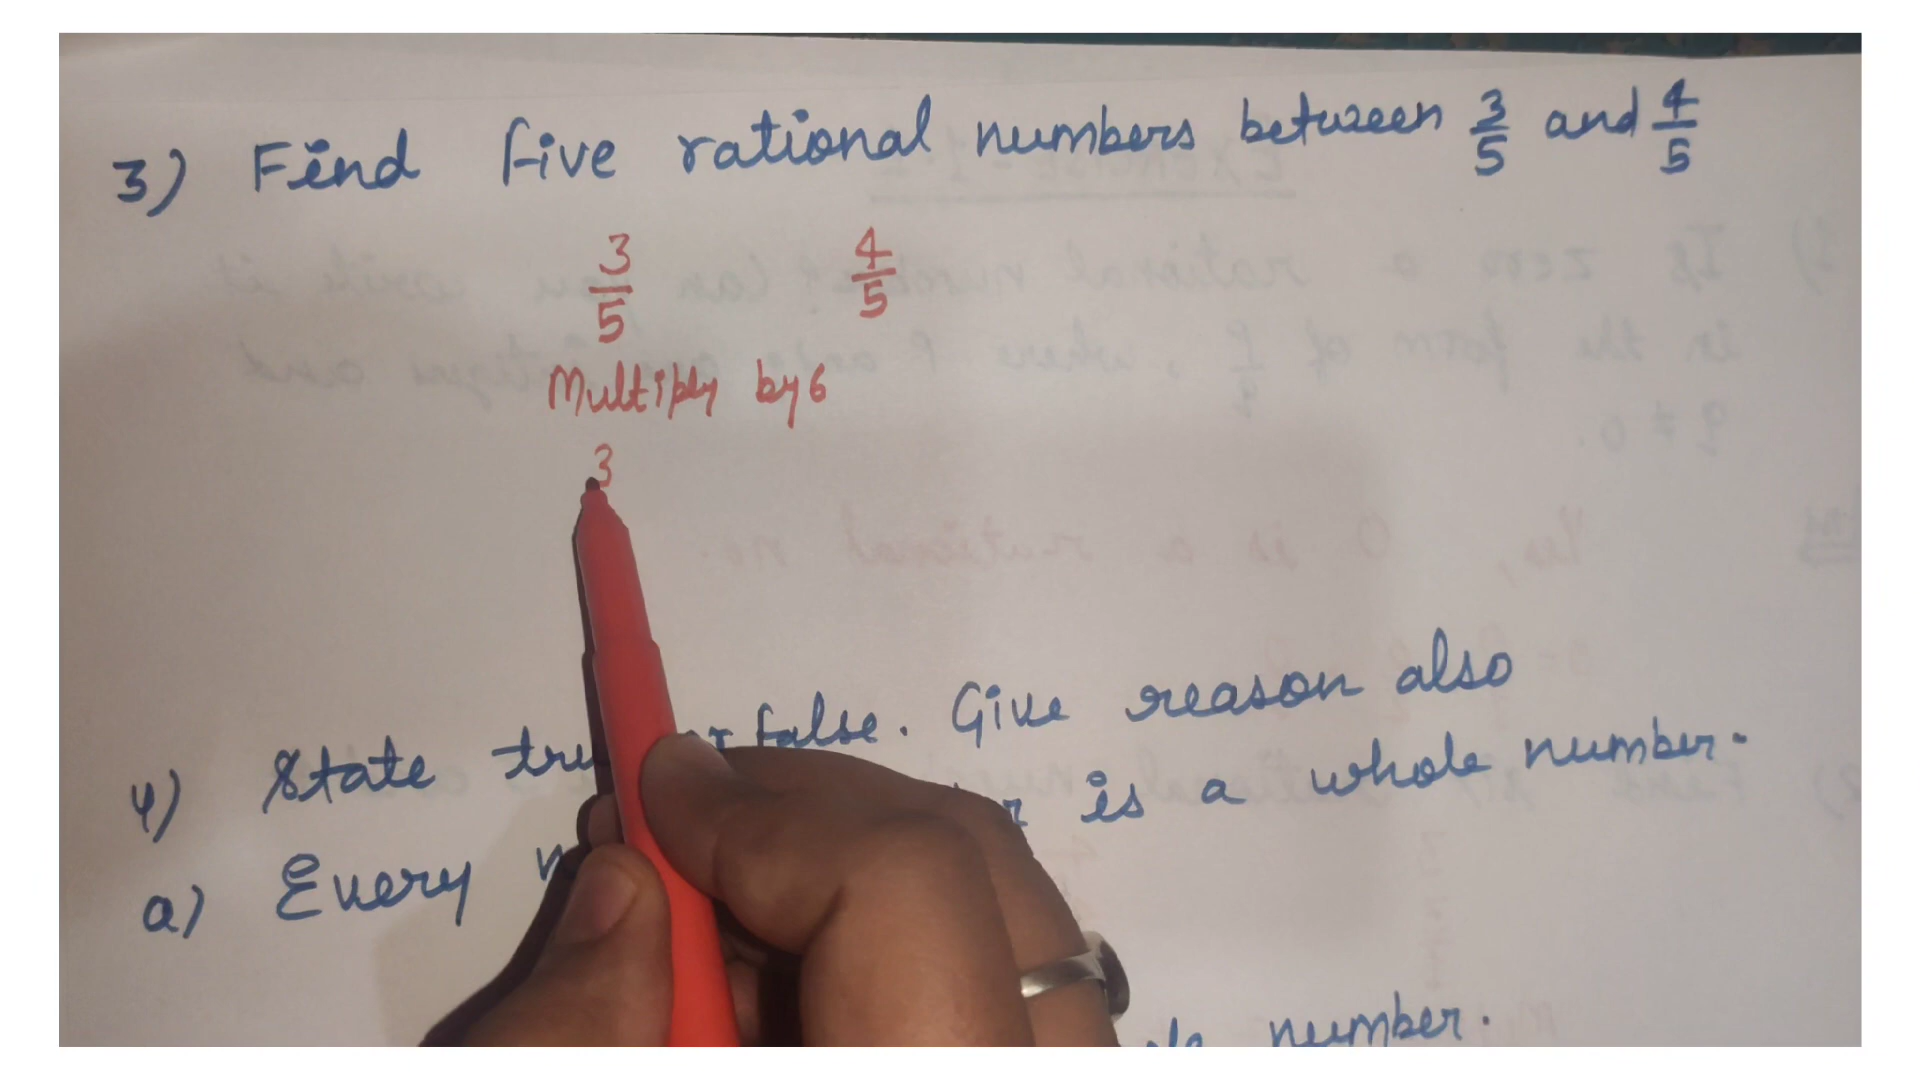 3) Find five rational numbers between 3/5 and 4/5
3/5 4/5
Multiply by 6
3
4) State false. Give reason also
a) Every is a whole number.
number.